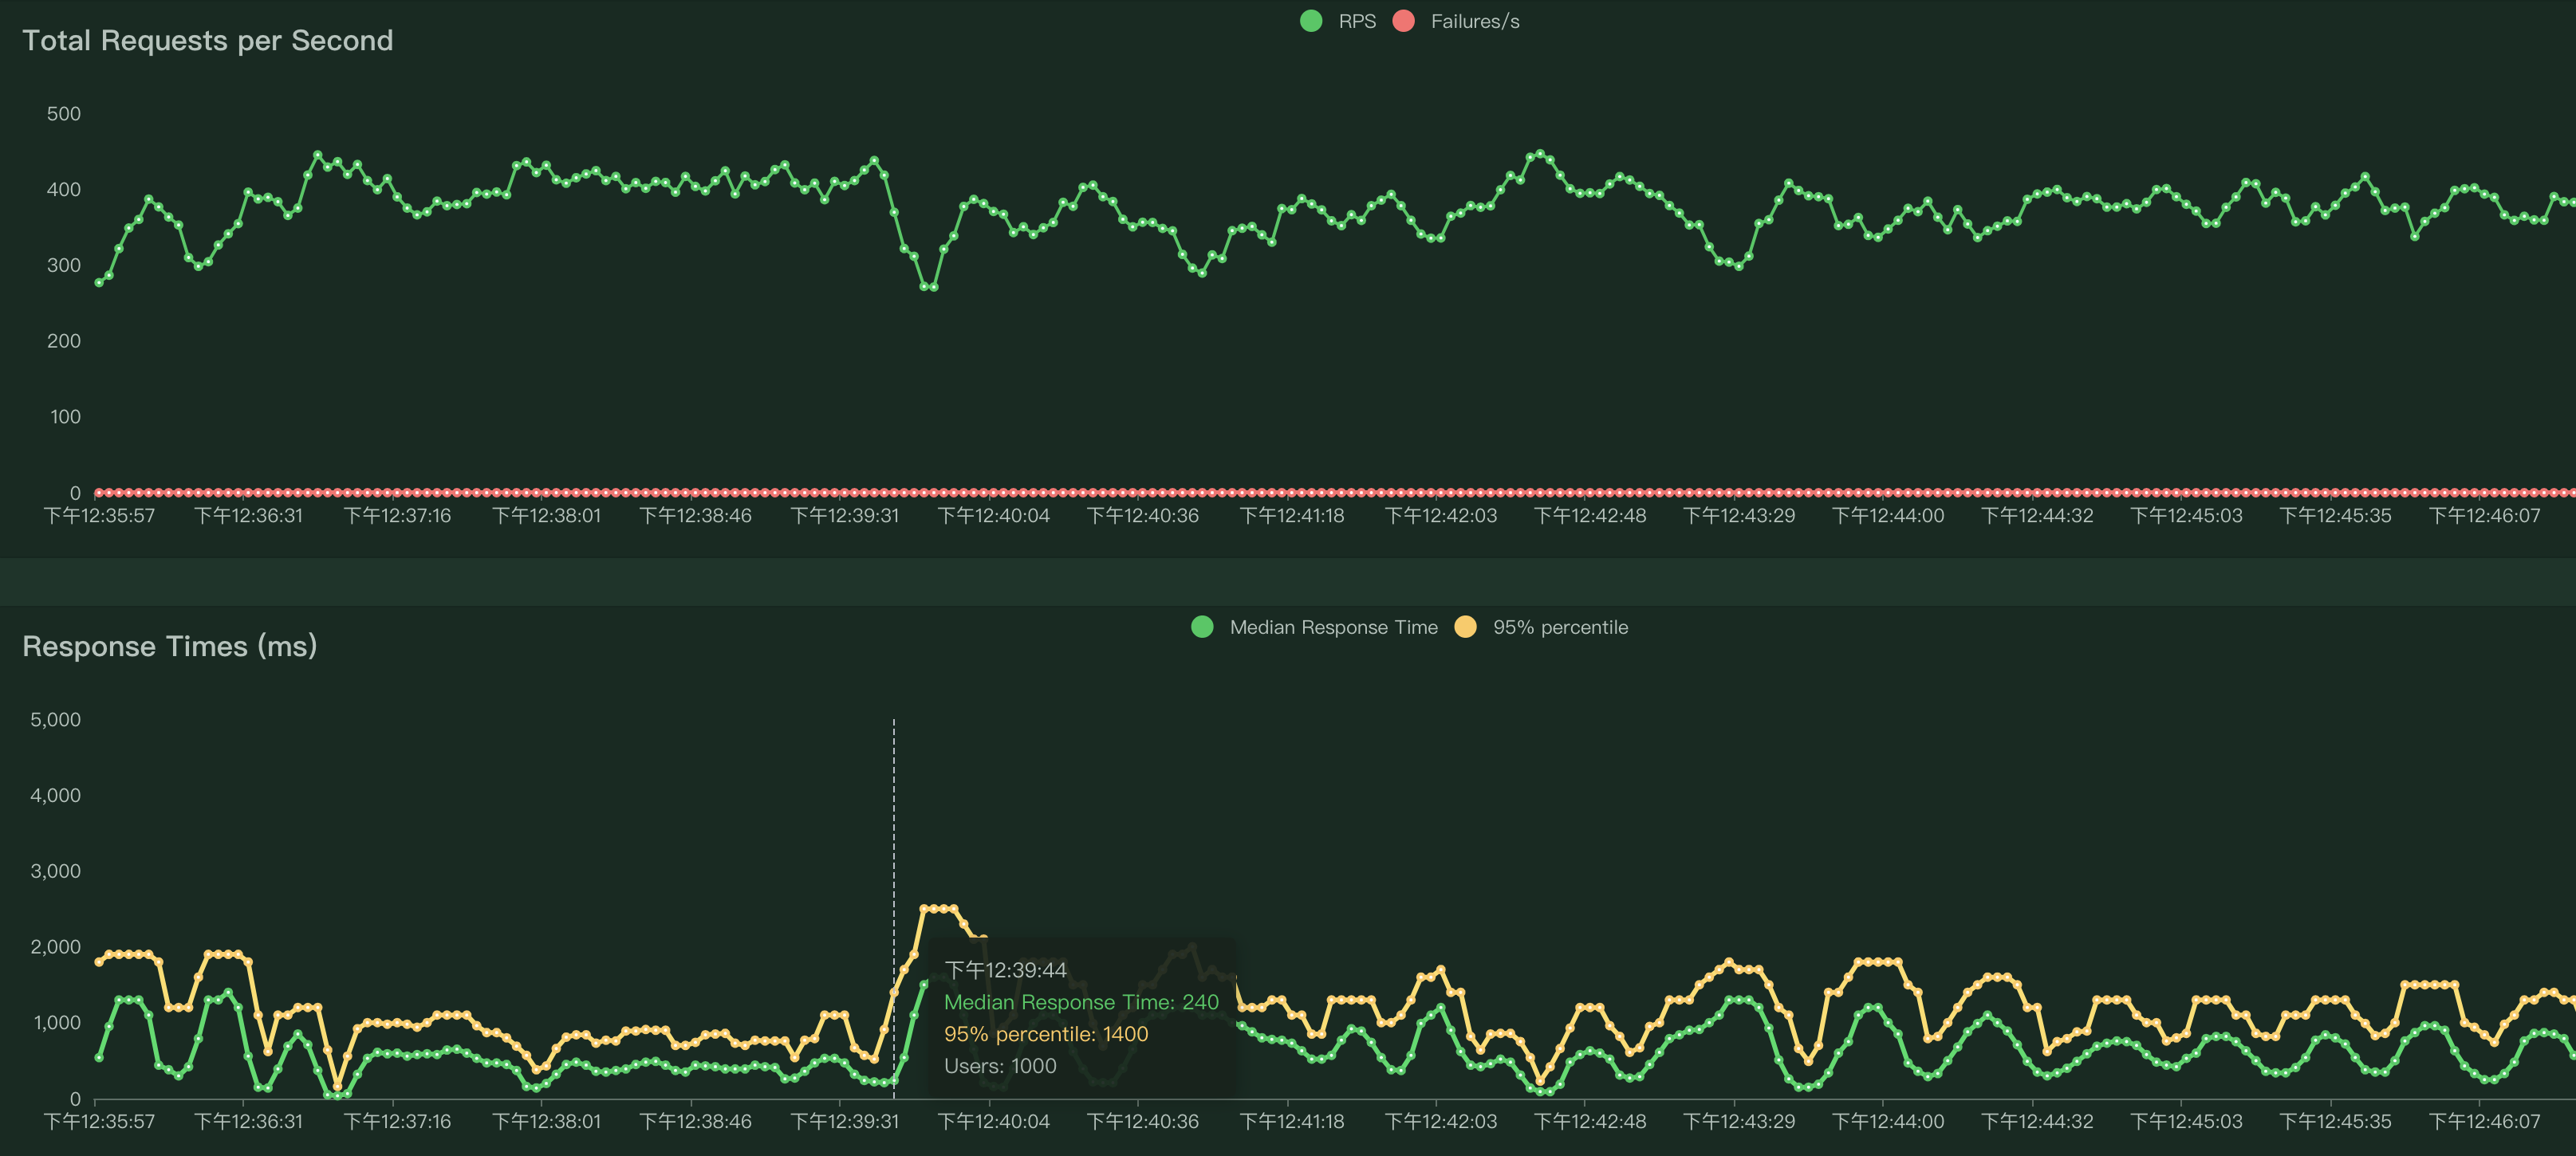 RPS Failures/s
Total Requests per Second
500
400
300
200
100
0
下午12:35:57 下午12:36:31 下午12:37:16 下午12:38:01 下午12:38:46 下午12:39:31 下午12:40:04 下午12:40:36 下午12:41:18 下午12:42:03 下午12:42:48 下午12:43:29 下午12:44:00 下午12:44:32 下午12:45:03 下午12:45:35 下午12:46:07
Median Response Time 95% percentile
Response Times (ms)
5,000
4,000
3,000
2,000
1,000
0
下午12:39:44
Median Response Time: 240
95% percentile: 1400
Users: 1000
下午12:35:57 下午12:36:31 下午12:37:16 下午12:38:01 下午12:38:46 下午12:39:31 下午12:40:04 下午12:40:36 下午12:41:18 下午12:42:03 下午12:42:48 下午12:43:29 下午12:44:00 下午12:44:32 下午12:45:03 下午12:45:35 下午12:46:07